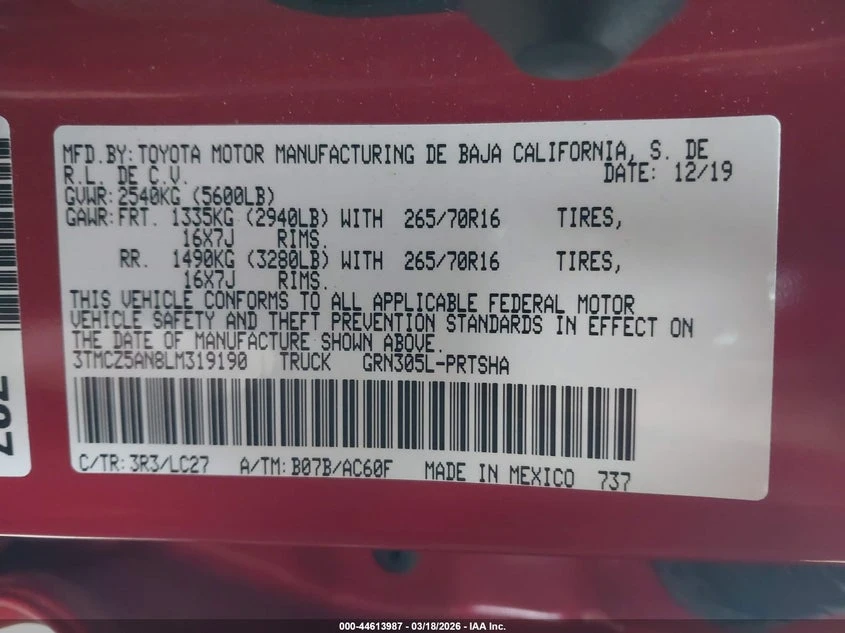 MFD.BY: TOYOTA MOTOR MANUFACTURING DE BAJA CALIFORNIA, S. DE
R.L. DE C.V. DATE: 12/19
GVWR: 2540KG (5600LB)
GAWR: FRT. 1335KG (2940LB) WITH 265/70R16 TIRES,
16X7J RIMS.
RR. 1490KG (3280LB) WITH 265/70R16 TIRES,
16X7J RIMS.
THIS VEHICLE CONFORMS TO ALL APPLICABLE FEDERAL MOTOR
VEHICLE SAFETY AND THEFT PREVENTION STANDARDS IN EFFECT ON
THE DATE OF MANUFACTURE SHOWN ABOVE.
3TMCZ5AN8LM319190 TRUCK GRN305L-PRTSHA
C/TR: 3R3/LC27 A/TM: B07B/AC60F MADE IN MEXICO 737
000-44613987 - 03/18/2026 - IAA Inc.